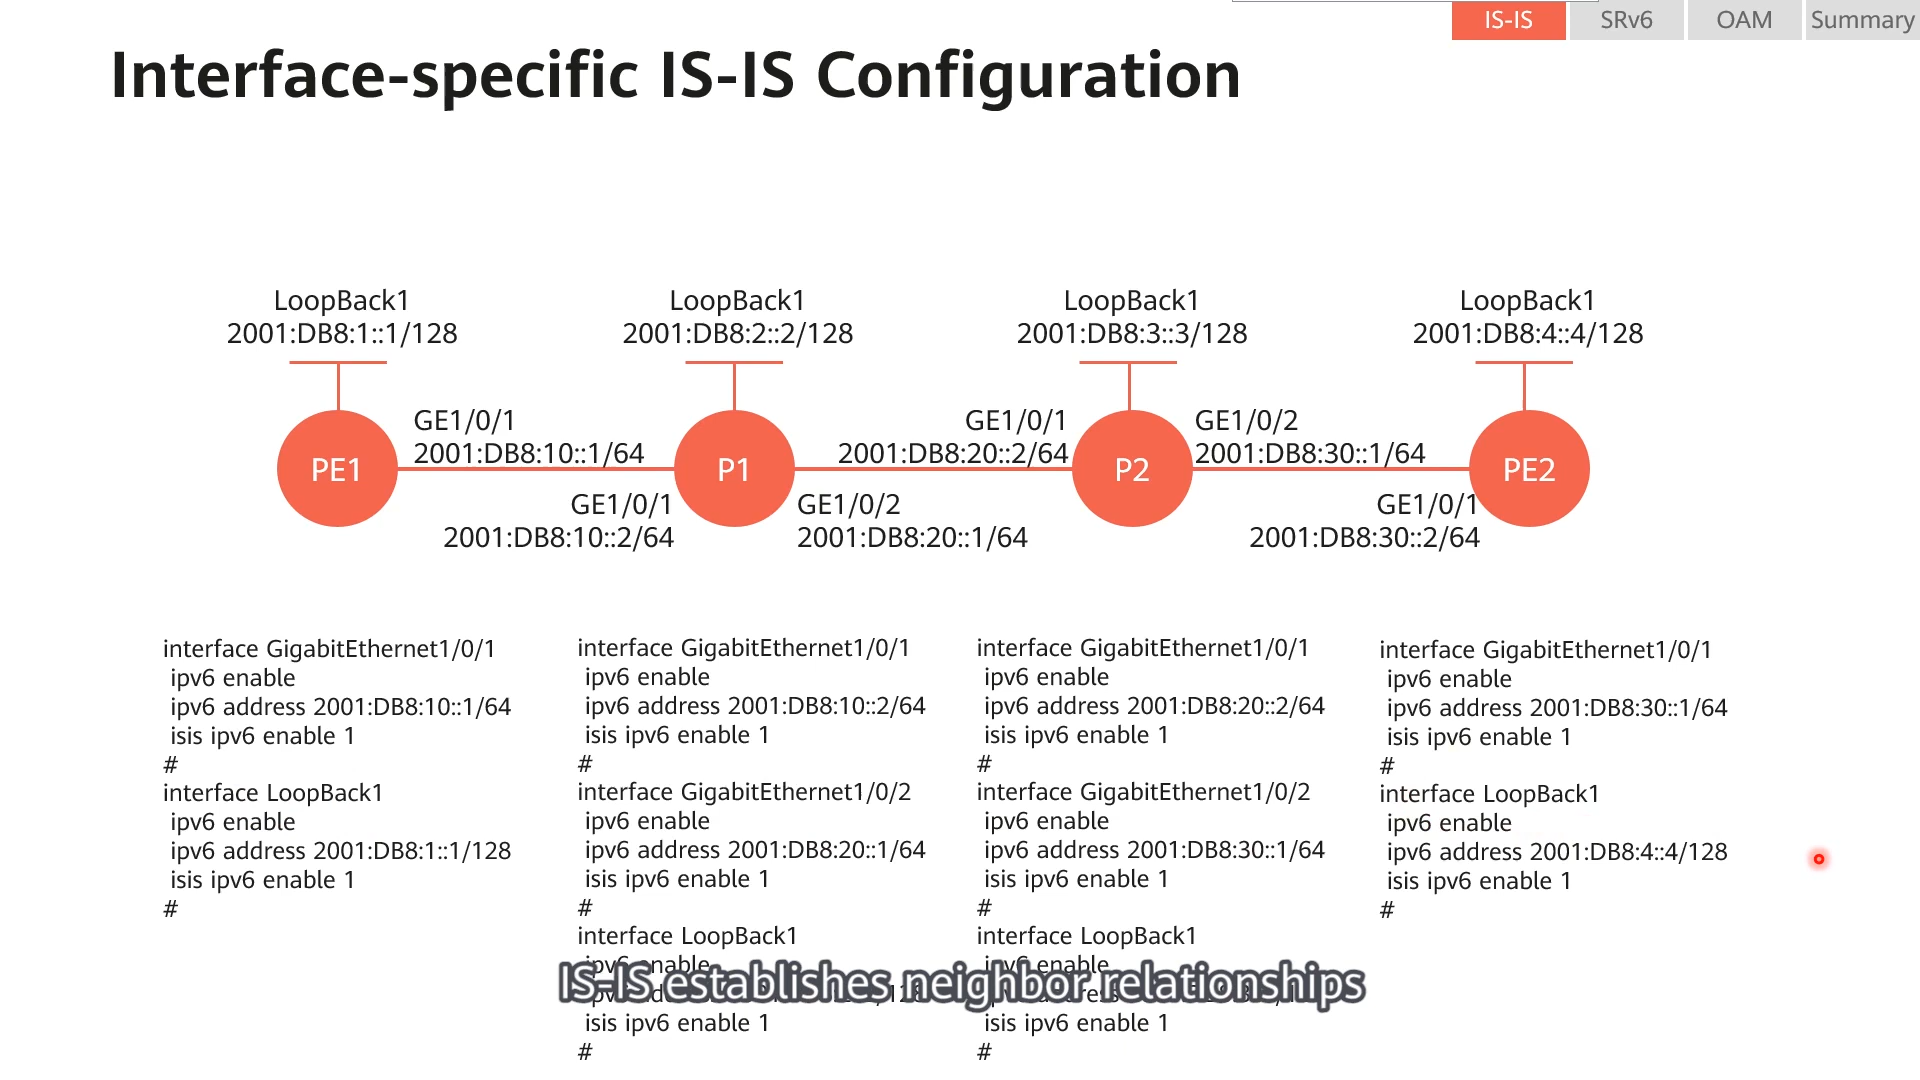 IS-IS
SRv6
OAM
Summary
Interface-specific IS-IS Configuration
LoopBack1
2001:DB8:1::1/128
LoopBack1
2001:DB8:2::2/128
LoopBack1
2001:DB8:3::3/128
LoopBack1
2001:DB8:4::4/128
GE1/0/1
2001:DB8:10::1/64
GE1/0/1
2001:DB8:20::2/64
GE1/0/2
2001:DB8:30::1/64
PE1
P1
P2
PE2
GE1/0/1
2001:DB8:10::2/64
GE1/0/2
2001:DB8:20::1/64
GE1/0/1
2001:DB8:30::2/64
interface GigabitEthernet1/0/1
ipv6 enable
ipv6 address 2001:DB8:10::1/64
isis ipv6 enable 1
#
interface LoopBack1
ipv6 enable
ipv6 address 2001:DB8:1::1/128
isis ipv6 enable 1
#
interface GigabitEthernet1/0/1
ipv6 enable
ipv6 address 2001:DB8:10::2/64
isis ipv6 enable 1
#
interface GigabitEthernet1/0/2
ipv6 enable
ipv6 address 2001:DB8:20::1/64
isis ipv6 enable 1
#
interface LoopBack1
ipv6 enable
isis ipv6 enable 1
#
interface GigabitEthernet1/0/1
ipv6 enable
ipv6 address 2001:DB8:20::2/64
isis ipv6 enable 1
#
interface GigabitEthernet1/0/2
ipv6 enable
ipv6 address 2001:DB8:30::1/64
isis ipv6 enable 1
#
interface LoopBack1
ipv6 enable
isis ipv6 enable 1
#
interface GigabitEthernet1/0/1
ipv6 enable
ipv6 address 2001:DB8:30::1/64
isis ipv6 enable 1
#
interface LoopBack1
ipv6 enable
ipv6 address 2001:DB8:4::4/128
isis ipv6 enable 1
#
IS-IS establishes neighbor relationships